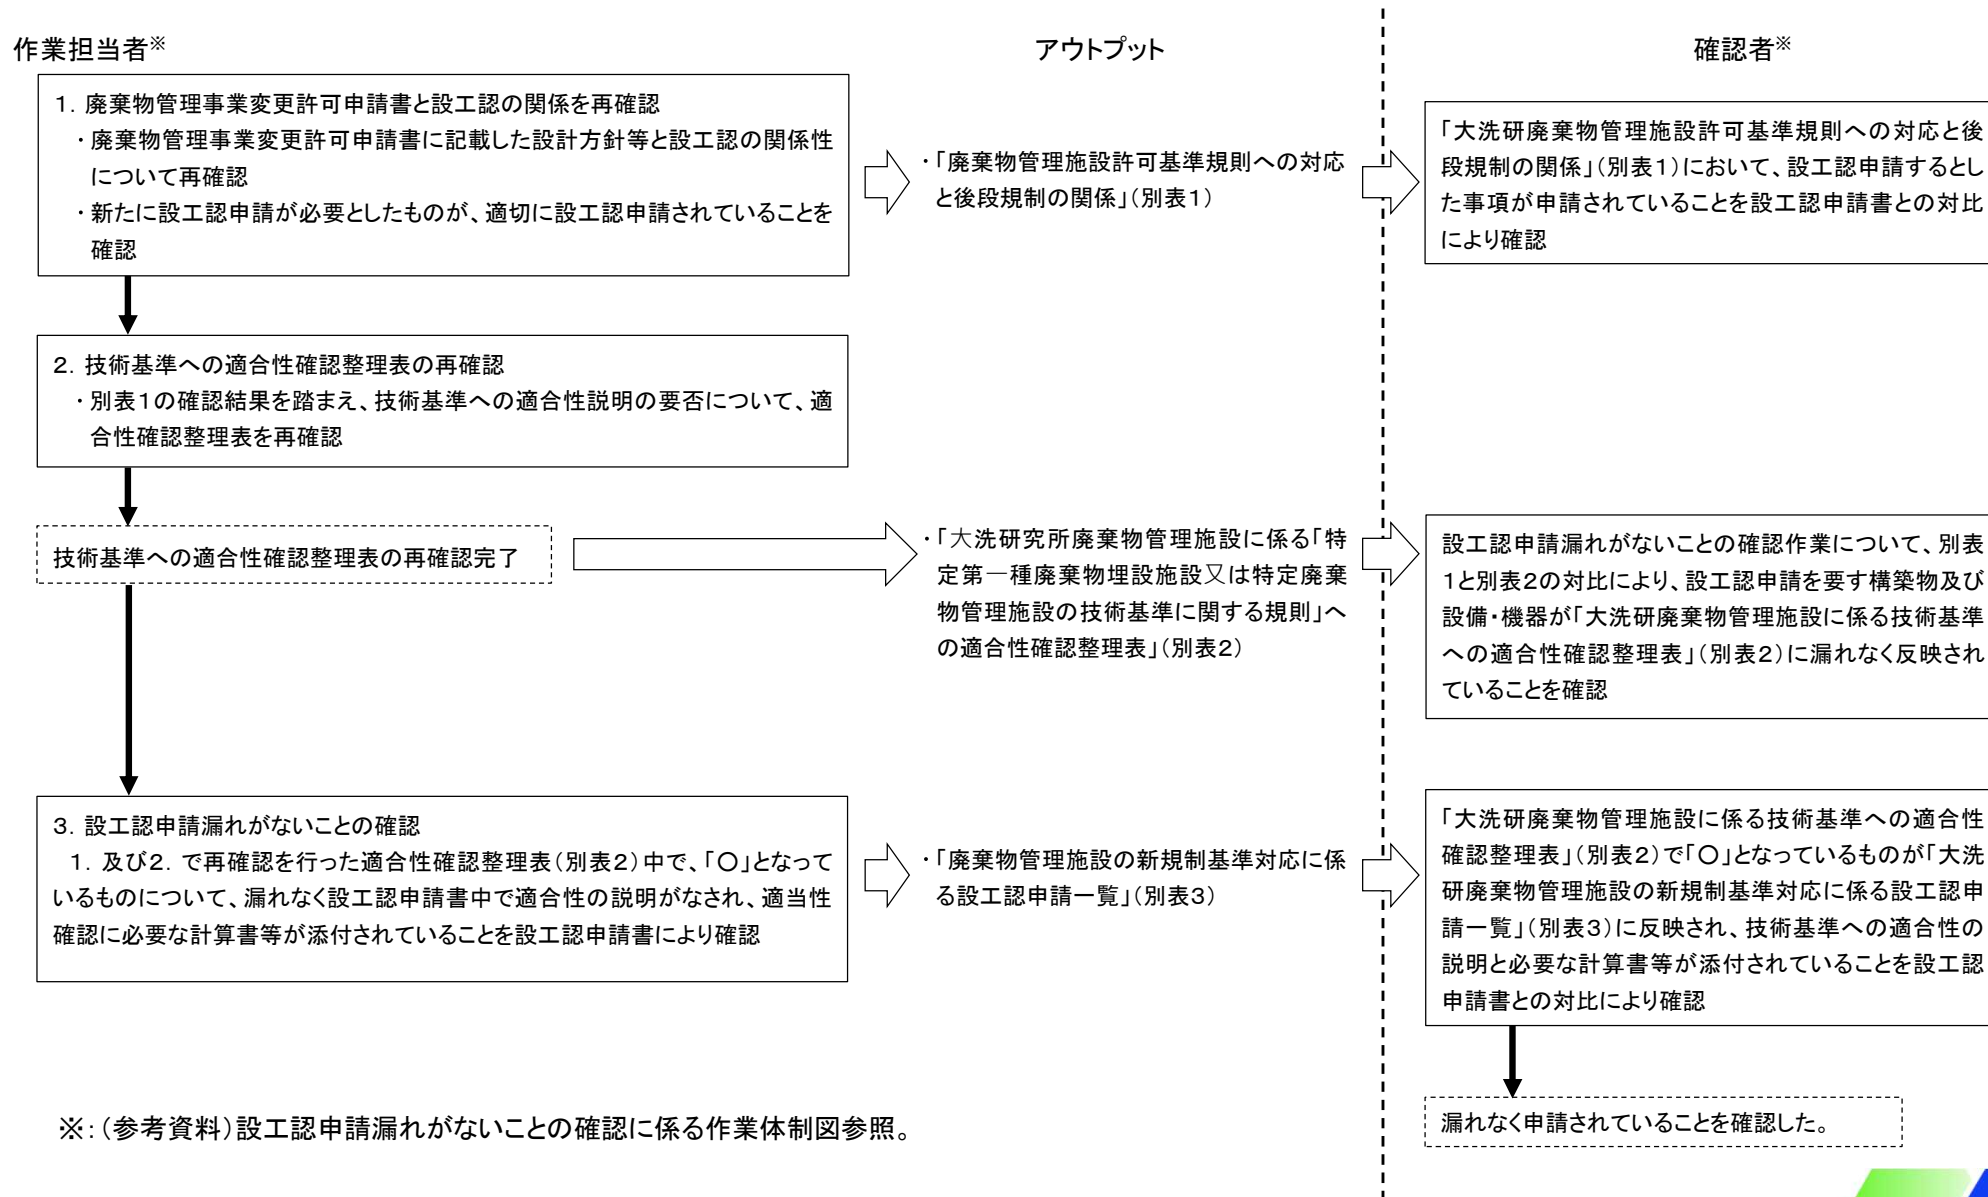 作業担当者※
アウトプット
確認者※
1．廃棄物管理事業変更許可申請書と設工認の関係を再確認
・廃棄物管理事業変更許可申請書に記載した設計方針等と設工認の関係性
について再確認
・新たに設工認申請が必要としたものが、適切に設工認申請されていることを
確認
・「廃棄物管理施設許可基準規則への対応
と後段規制の関係」（別表1）
「大洗研廃棄物管理施設許可基準規則への対応と後
段規制の関係」（別表1）において、設工認申請するとし
た事項が申請されていることを設工認申請書との対比
により確認
2．技術基準への適合性確認整理表の再確認
・別表1の確認結果を踏まえ、技術基準への適合性説明の要否について、適
合性確認整理表を再確認
技術基準への適合性確認整理表の再確認完了
・「大洗研究所廃棄物管理施設に係る「特
定第一種廃棄物埋設施設又は特定廃棄
物管理施設の技術基準に関する規則」へ
の適合性確認整理表」（別表2）
設工認申請漏れがないことの確認作業について、別表
1と別表2の対比により、設工認申請を要す構築物及び
設備・機器が「大洗研廃棄物管理施設に係る技術基準
への適合性確認整理表」（別表2）に漏れなく反映され
ていることを確認
3．設工認申請漏れがないことの確認
1．及び2．で再確認を行った適合性確認整理表（別表2）中で、「〇」となって
いるものについて、漏れなく設工認申請書中で適合性の説明がなされ、適当性
確認に必要な計算書等が添付されていることを設工認申請書により確認
・「廃棄物管理施設の新規制基準対応に係
る設工認申請一覧」（別表3）
「大洗研廃棄物管理施設に係る技術基準への適合性
確認整理表」（別表2）で「〇」となっているものが「大洗
研廃棄物管理施設の新規制基準対応に係る設工認申
請一覧」（別表3）に反映され、技術基準への適合性の
説明と必要な計算書等が添付されていることを設工認
申請書との対比により確認
漏れなく申請されていることを確認した。
※：（参考資料）設工認申請漏れがないことの確認に係る作業体制図参照。